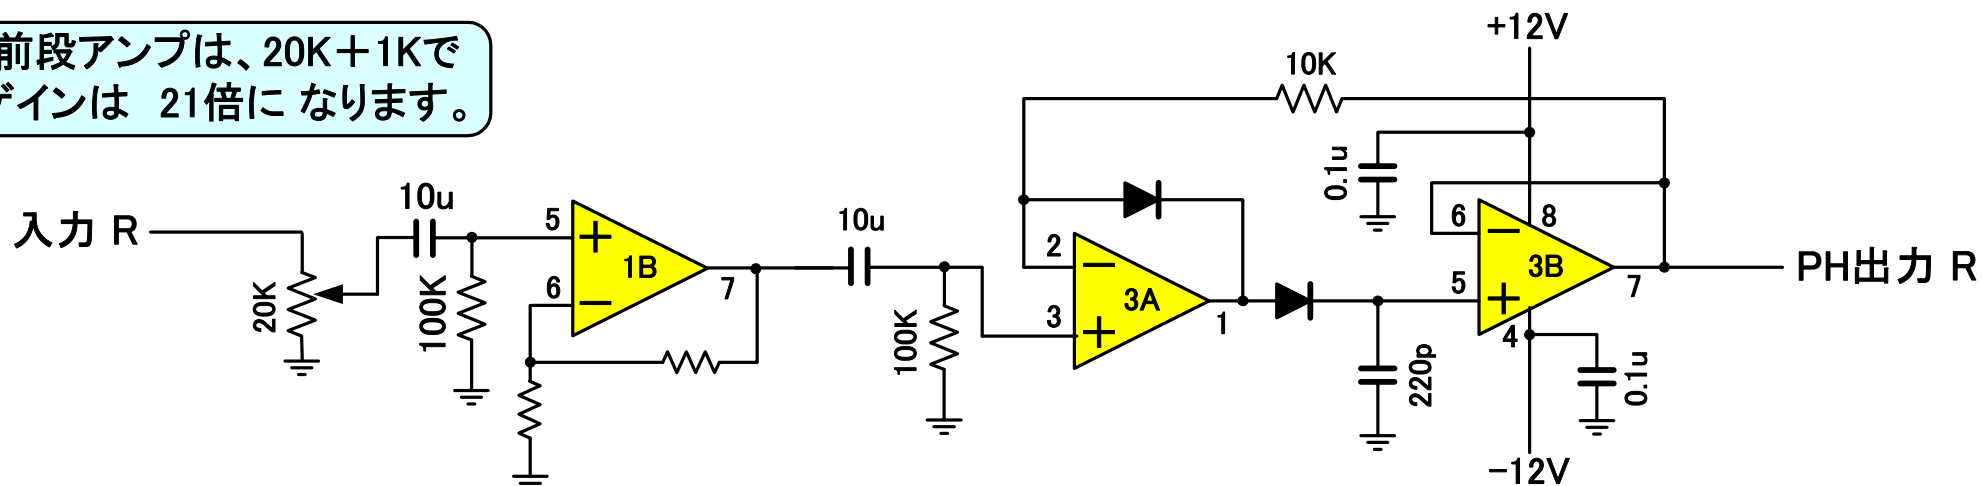 前段アンプは、20K＋1Kで
ゲインは 21倍に なります。
+12V
10K
0.1u
入力 R
10u
5
1B
6
7
20K
100K
10u
100K
2
3A
3
1
220p
6
8
3B
5
7
4
PH出力 R
0.1u
-12V